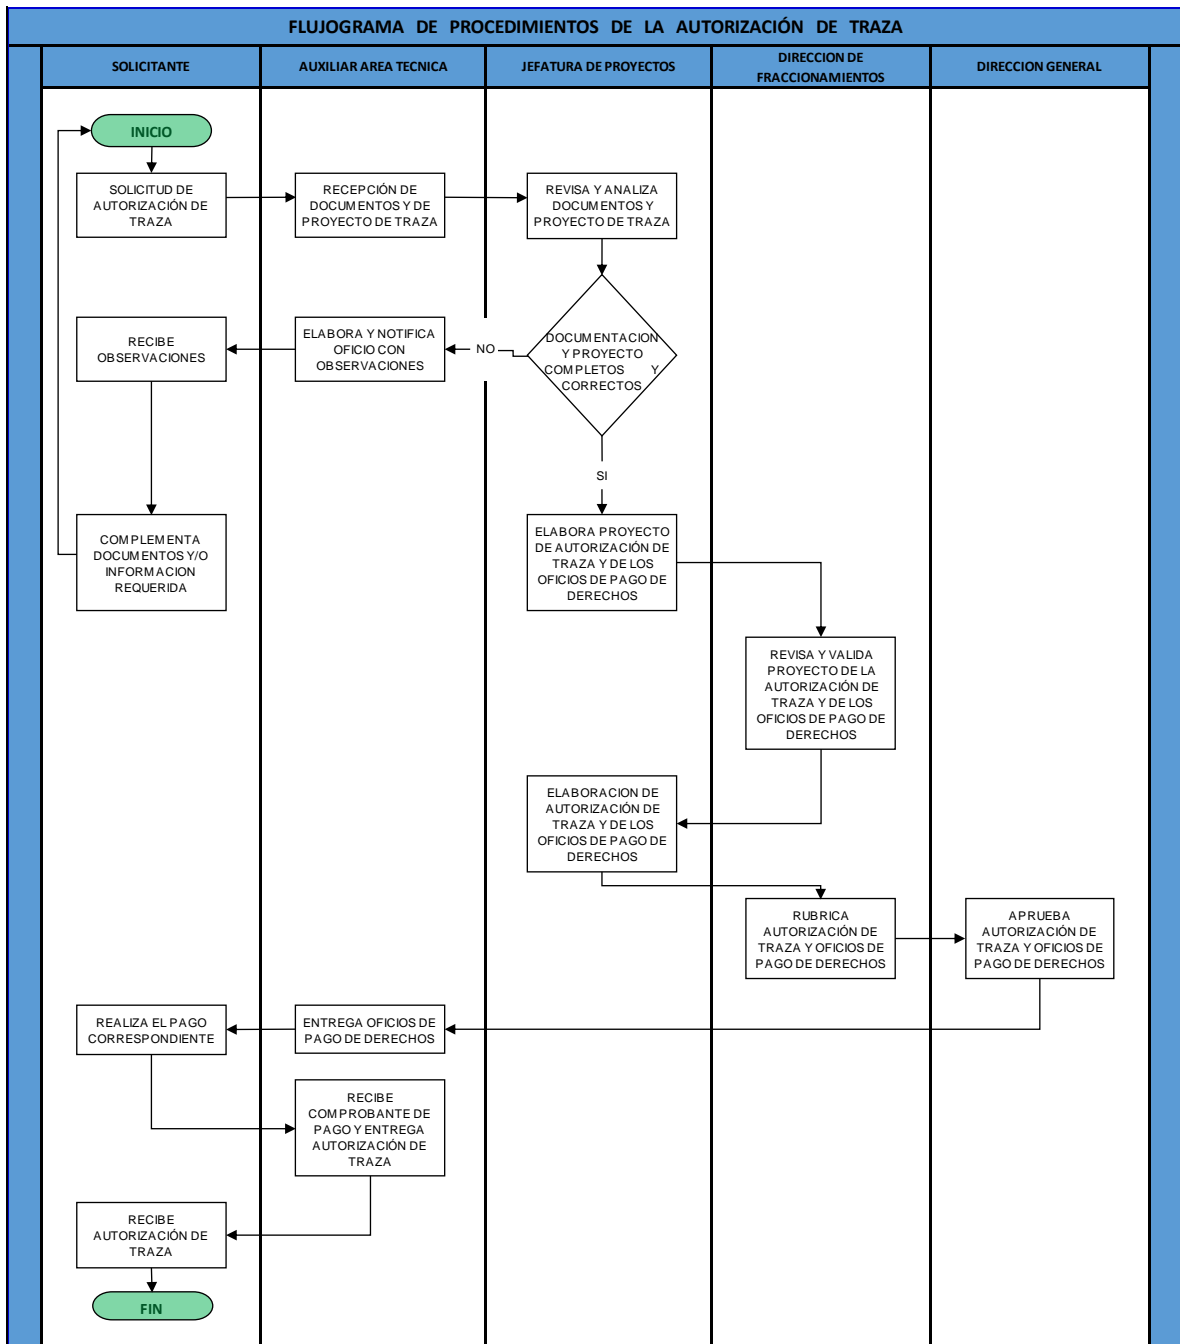 FLUJOGRAMA DE PROCEDIMIENTOS DE LA AUTORIZACIÓN DE TRAZA
SOLICITANTE
AUXILIAR AREA TECNICA
JEFATURA DE PROYECTOS
DIRECCION DE
FRACCIONAMIENTOS
DIRECCION GENERAL
INICIO
SOLICITUD DE
AUTORIZACIÓN DE
TRAZA
RECEPCIÓN DE
DOCUMENTOS Y DE
PROYECTO DE TRAZA
REVISA Y ANALIZA
DOCUMENTOS Y
PROYECTO DE TRAZA
RECIBE
OBSERVACIONES
ELABORA Y NOTIFICA
OFICIO CON
OBSERVACIONES
NO
DOCUMENTACION
Y PROYECTO
COMPLETOS Y
CORRECTOS
SI
COMPLEMENTA
DOCUMENTOS Y/O
INFORMACION
REQUERIDA
ELABORA PROYECTO
DE AUTORIZACIÓN DE
TRAZA Y DE LOS
OFICIOS DE PAGO DE
DERECHOS
REVISA Y VALIDA
PROYECTO DE LA
AUTORIZACIÓN DE
TRAZA Y DE LOS
OFICIOS DE PAGO DE
DERECHOS
ELABORACION DE
AUTORIZACIÓN DE
TRAZA Y DE LOS
OFICIOS DE PAGO DE
DERECHOS
RUBRICA
AUTORIZACIÓN DE
TRAZA Y OFICIOS DE
PAGO DE DERECHOS
APRUEBA
AUTORIZACIÓN DE
TRAZA Y OFICIOS DE
PAGO DE DERECHOS
REALIZA EL PAGO
CORRESPONDIENTE
ENTREGA OFICIOS DE
PAGO DE DERECHOS
RECIBE
COMPROBANTE DE
PAGO Y ENTREGA
AUTORIZACIÓN DE
TRAZA
RECIBE
AUTORIZACIÓN DE
TRAZA
FIN